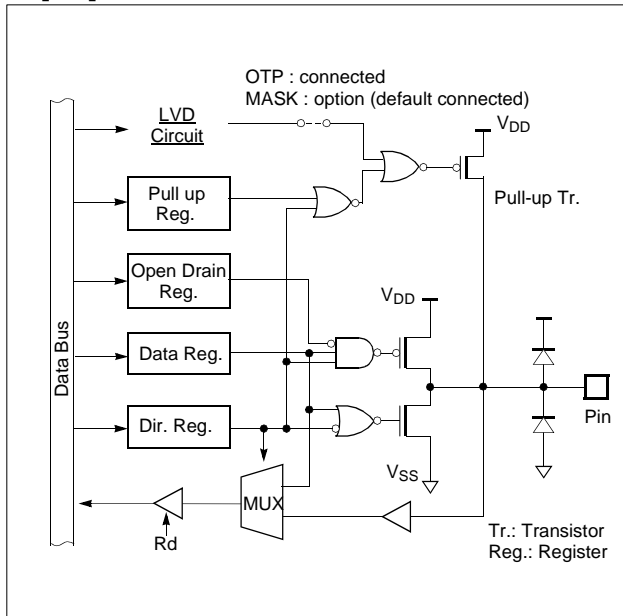 OTP : connected
MASK : option (default connected)
LVD
Circuit
VDD
Pull up
Reg.
Pull-up Tr.
Open Drain
Reg.
VDD
Data Bus
Data Reg.
Dir. Reg.
Pin
VSS
MUX
Rd
Tr.: Transistor
Reg.: Register